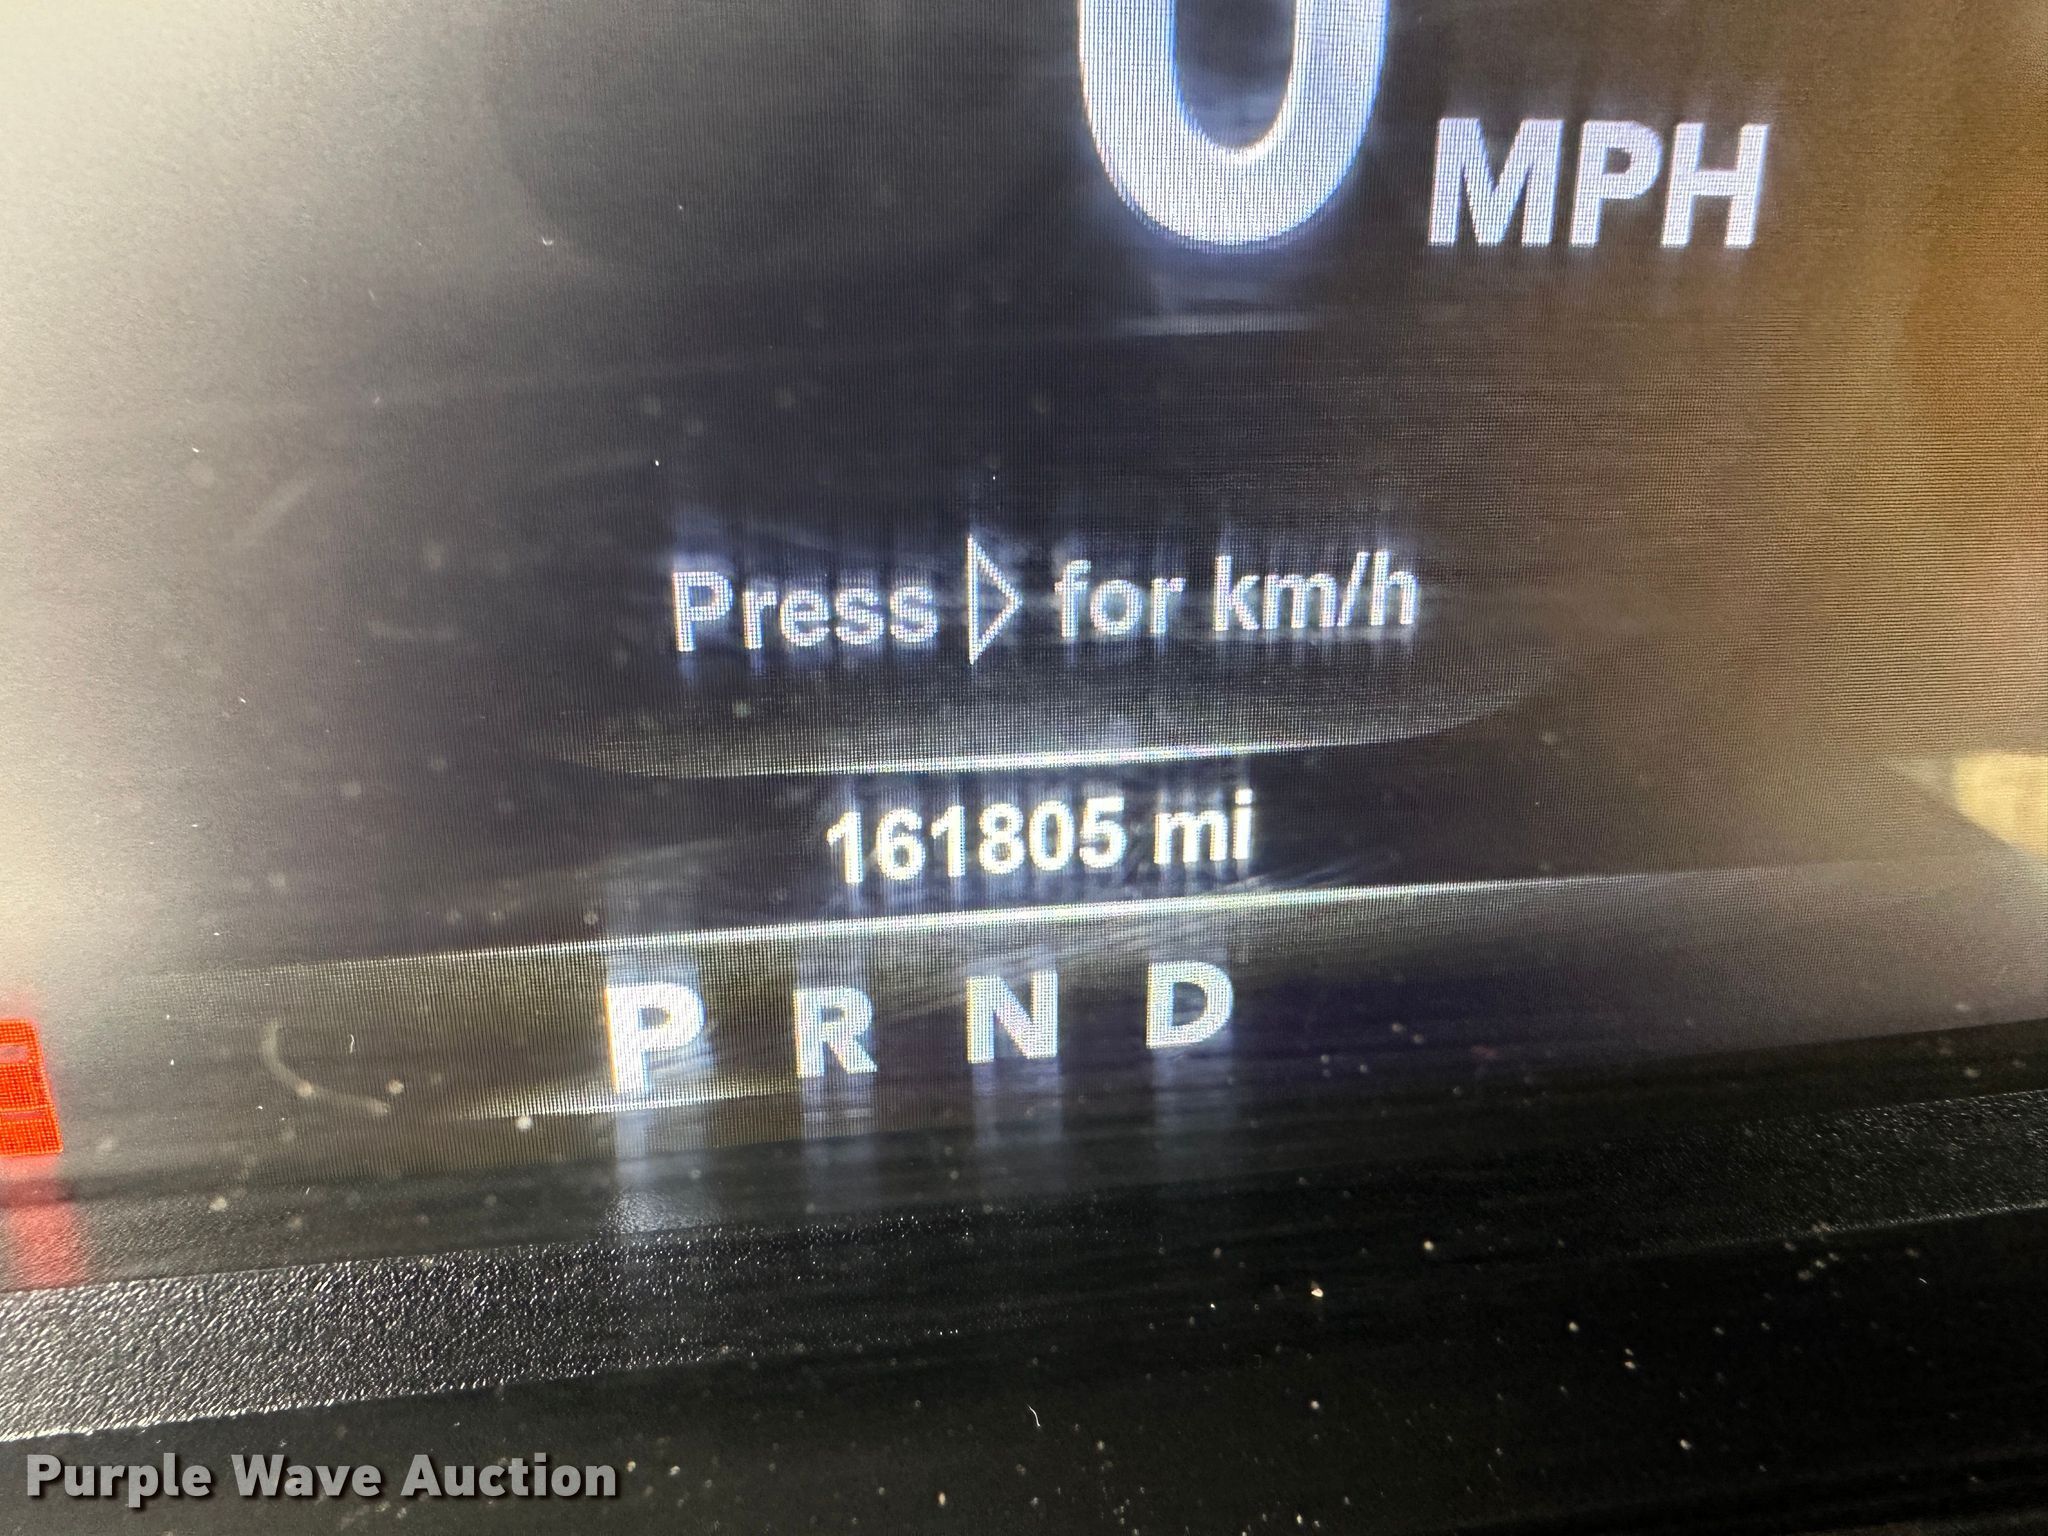 0 MPH
Press ▷ for km/h
161805 mi
P R N D
Purple Wave Auction